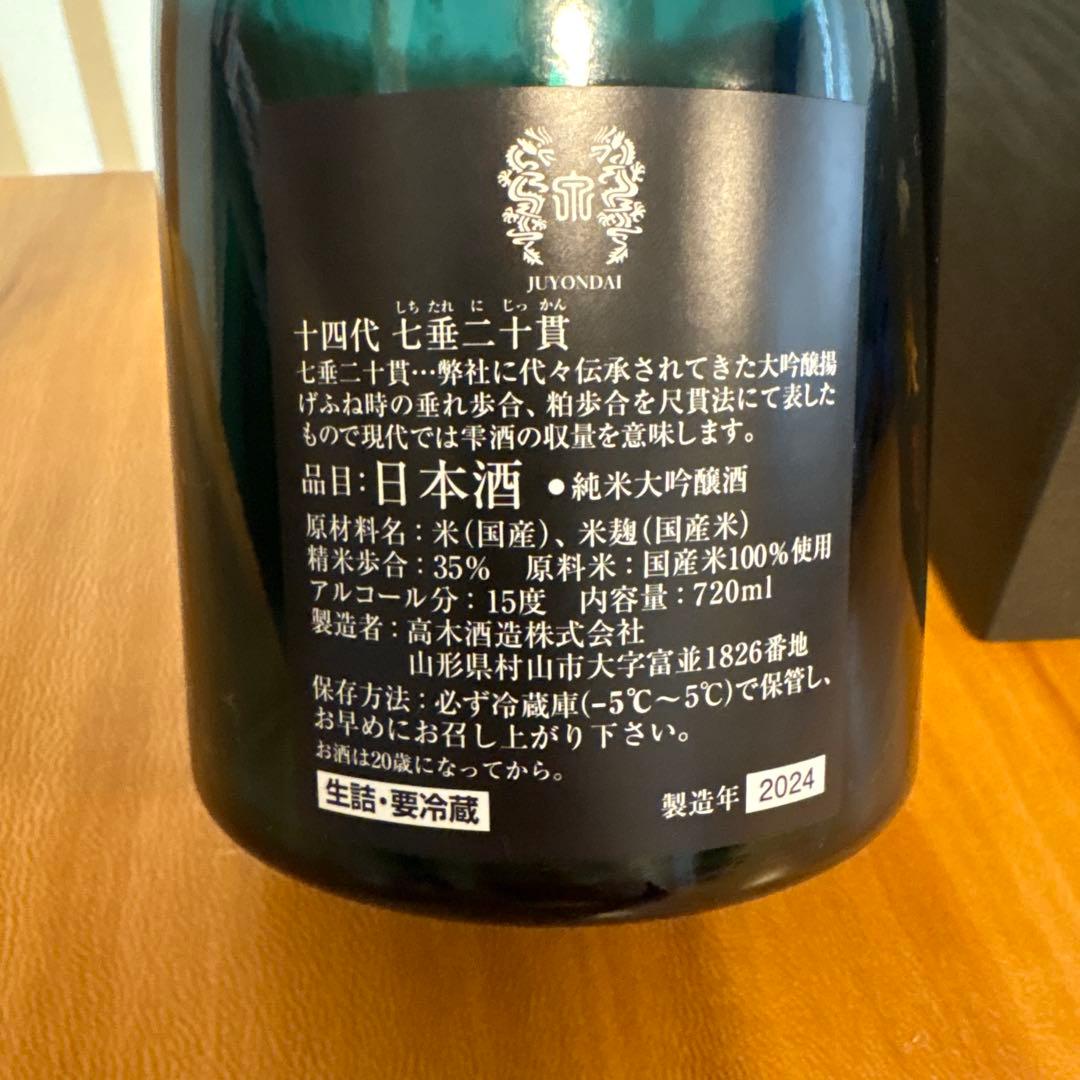 JUYONDAI
しち たれ に じっ かん
十四代 七垂二十貫
七垂二十貫…弊社に代々伝承されてきた大吟醸揚
げふね時の垂れ歩合、粕歩合を尺貫法にて表した
もので現代では雫酒の収量を意味します。
品目：日本酒 ●純米大吟醸酒
原材料名：米(国産)、米麹(国産米)
精米歩合：35% 原料米：国産米100%使用
アルコール分：15度 内容量：720ml
製造者：高木酒造株式会社
山形県村山市大字富並1826番地
保存方法：必ず冷蔵庫(-5℃〜5℃)で保管し、
お早めにお召し上がり下さい。
お酒は20歳になってから。
生詰・要冷蔵 製造年 2024